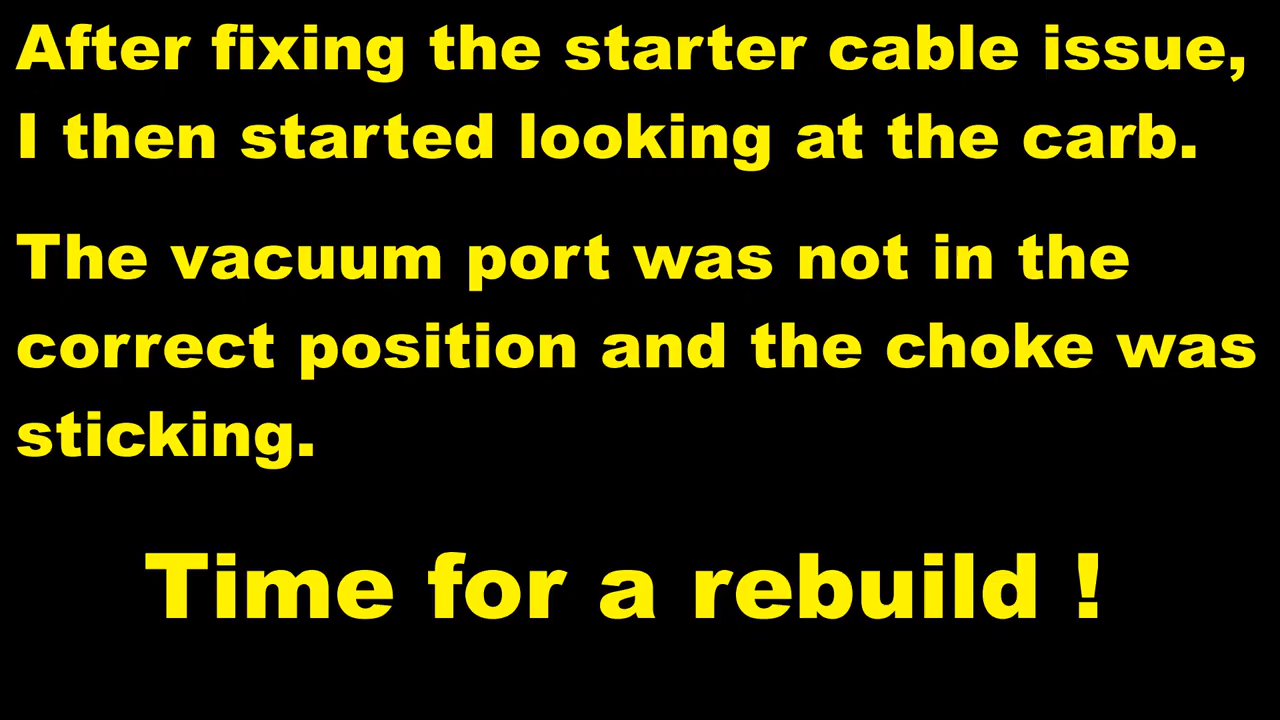 After fixing the starter cable issue,
I then started looking at the carb.
The vacuum port was not in the
correct position and the choke was
sticking.
Time for a rebuild !